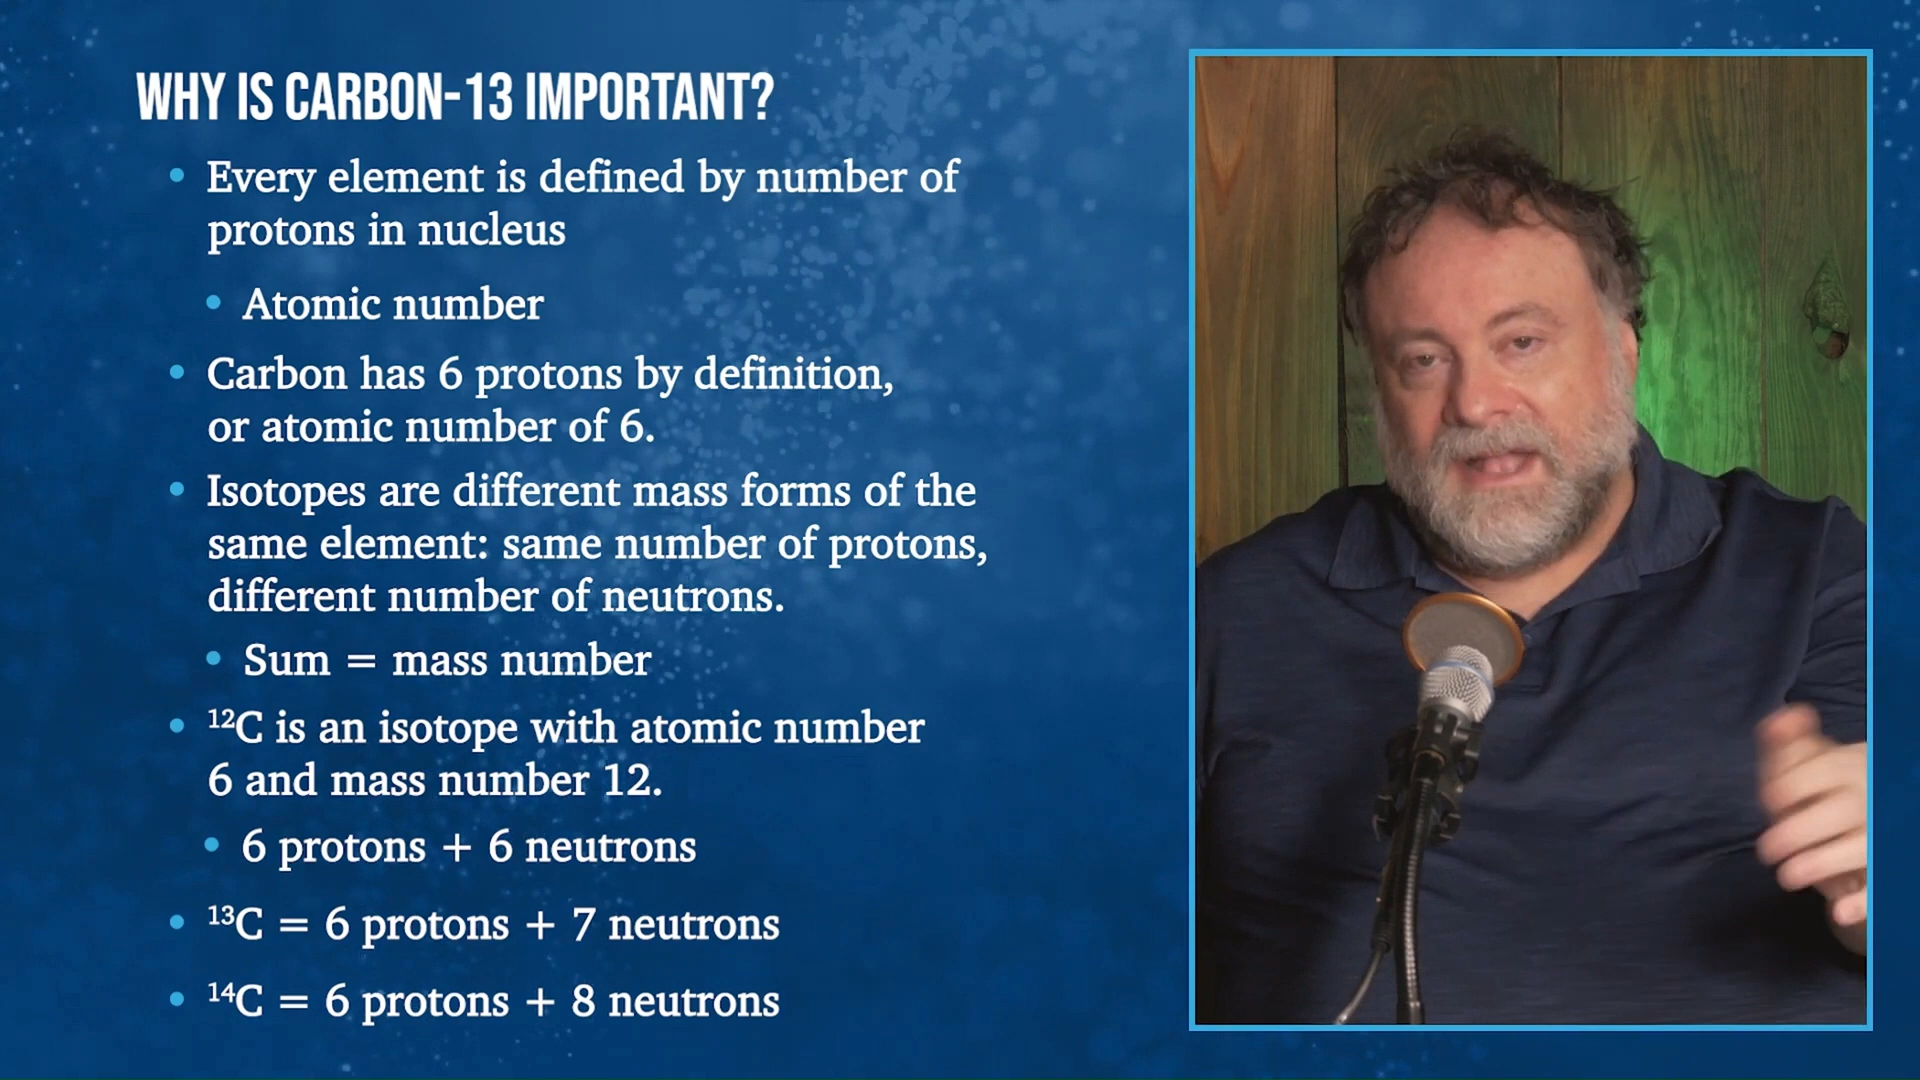 WHY IS CARBON-13 IMPORTANT?
• Every element is defined by number of
protons in nucleus
• Atomic number
• Carbon has 6 protons by definition,
or atomic number of 6.
• Isotopes are different mass forms of the
same element: same number of protons,
different number of neutrons.
• Sum = mass number
• ¹²C is an isotope with atomic number
6 and mass number 12.
• 6 protons + 6 neutrons
• ¹³C = 6 protons + 7 neutrons
• ¹⁴C = 6 protons + 8 neutrons